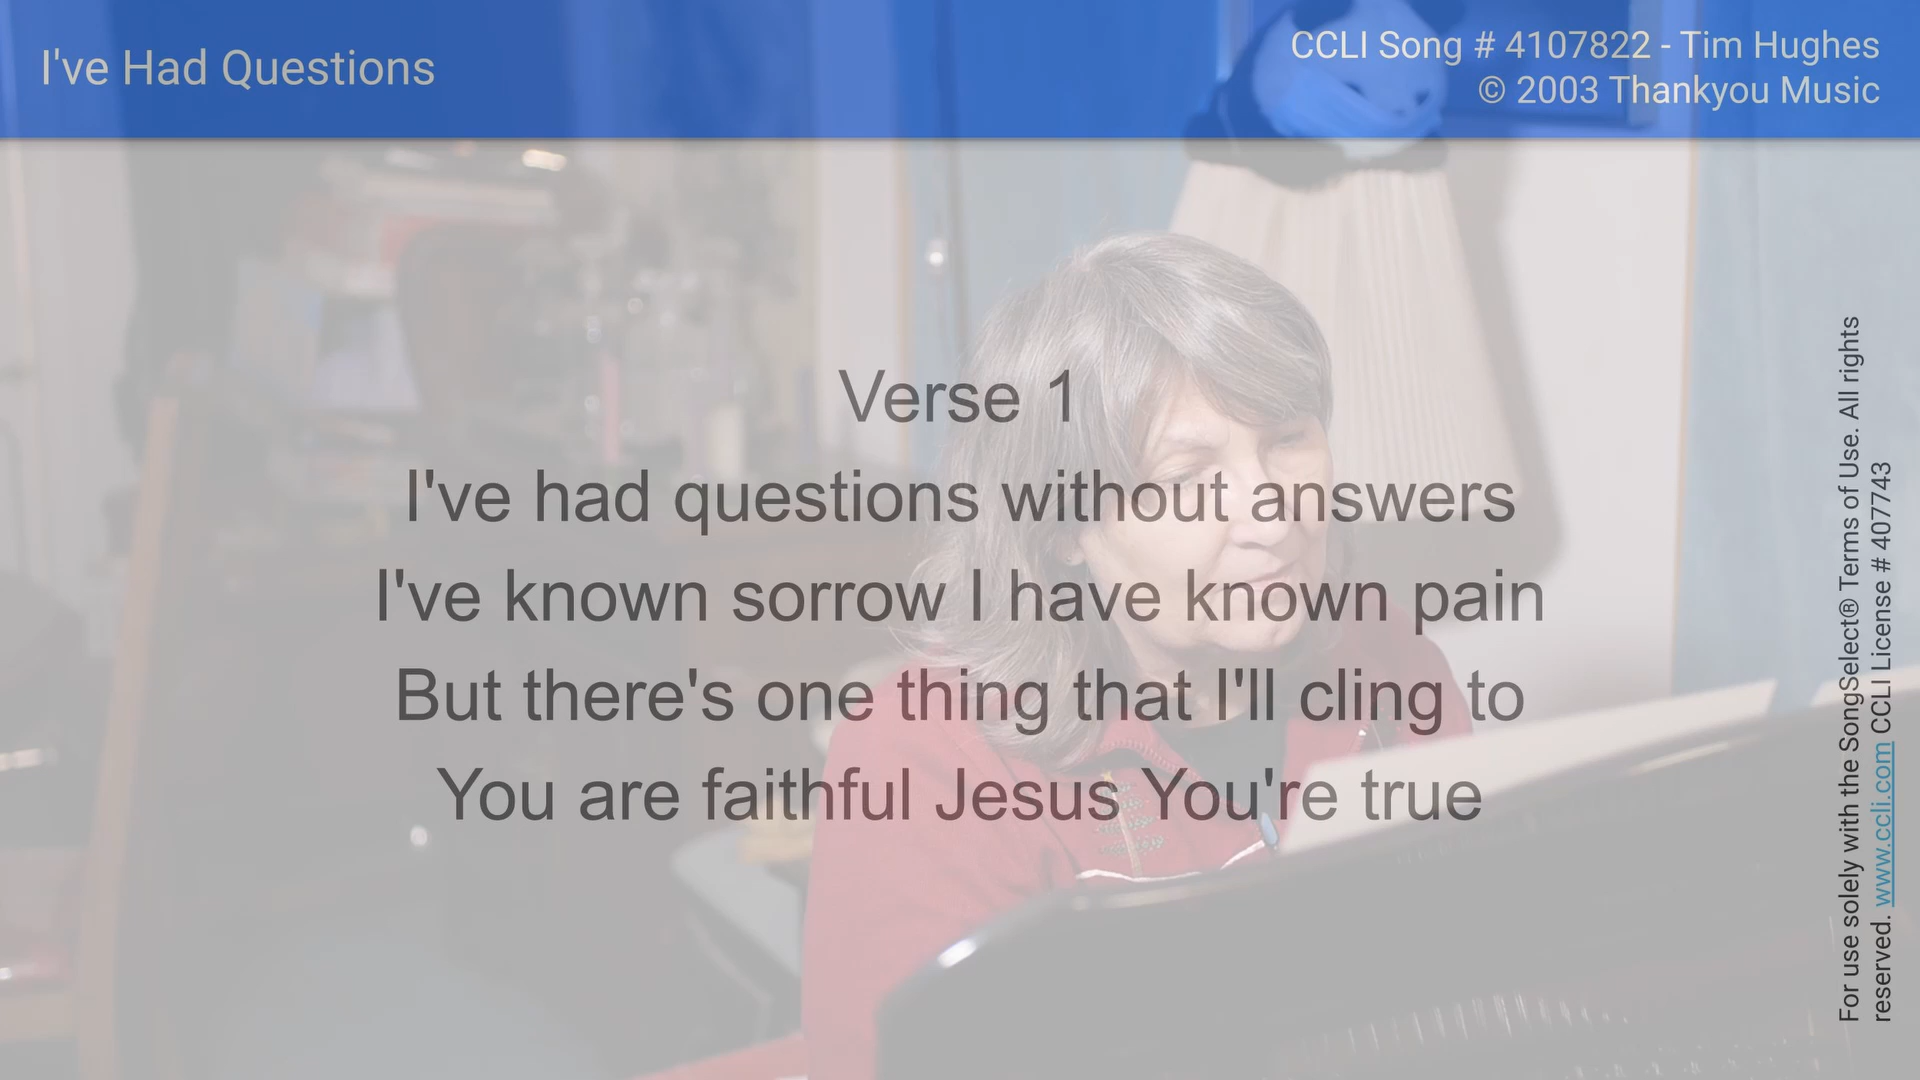 I've Had Questions
CCLI Song # 4107822 - Tim Hughes
© 2003 Thankyou Music
Verse 1
I've had questions without answers
I've known sorrow I have known pain
But there's one thing that I'll cling to
You are faithful Jesus You're true
For use solely with the SongSelect® Terms of Use. All rights
reserved. www.ccli.com CCLI License # 407743